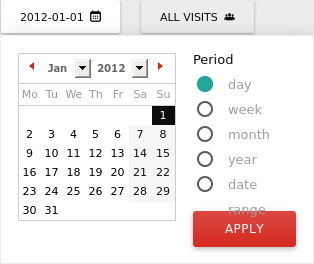 2012-01-01
ALL VISITS
Jan 2012
Mo Tu We Th Fr Sa Su
1
2 3 4 5 6 7 8
9 10 11 12 13 14 15
16 17 18 19 20 21 22
23 24 25 26 27 28 29
30 31
Period
day
week
month
year
date
range
APPLY